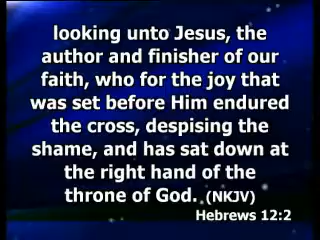 looking unto Jesus, the
author and finisher of our
faith, who for the joy that
was set before Him endured
the cross, despising the
shame, and has sat down at
the right hand of the
throne of God. (NKJV)
Hebrews 12:2